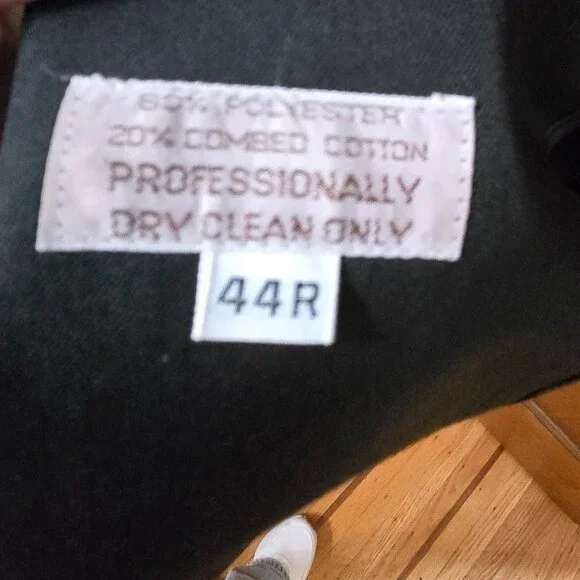 80% POLYESTER
20% COMBED COTTON
PROFESSIONALLY
DRY CLEAN ONLY
44R